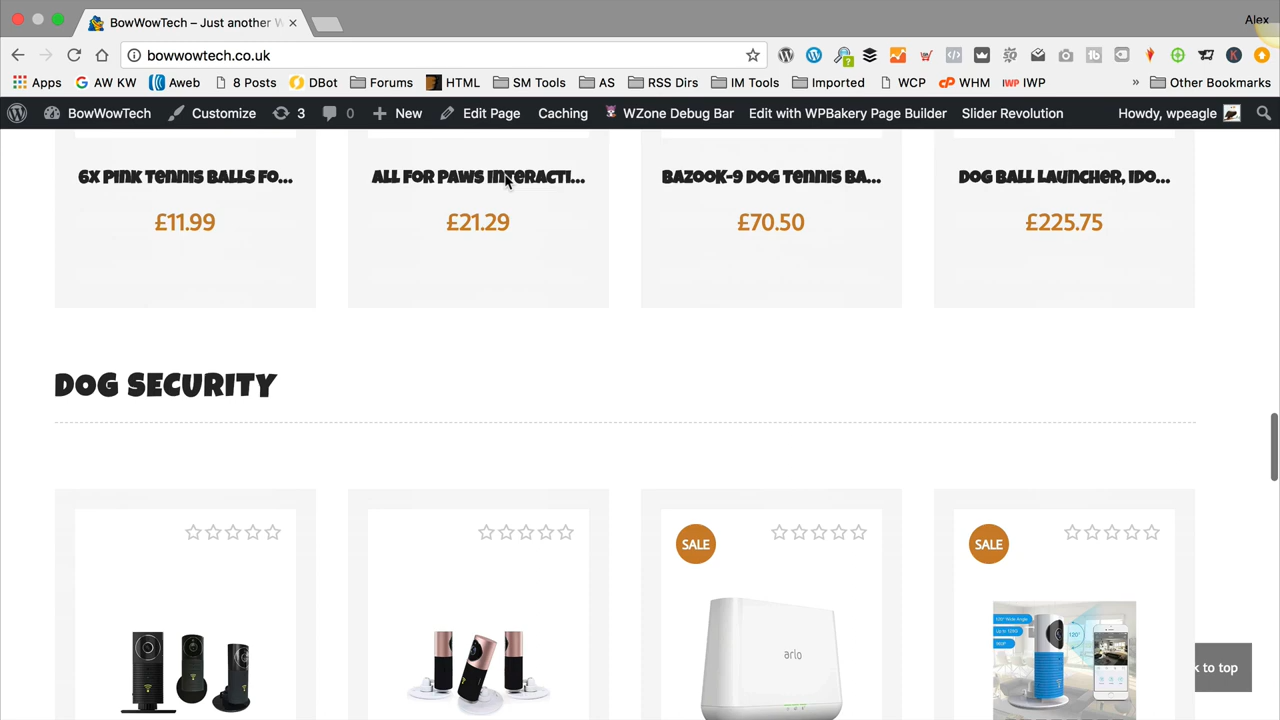 Alex
BowWowTech – Just another W
bowwowtech.co.uk
Apps AW KW Aweb 8 Posts DBot Forums HTML SM Tools AS RSS Dirs IM Tools Imported WCP WHM IWP » Other Bookmarks
BowWowTech Customize 3 0 New Edit Page Caching WZone Debug Bar Edit with WPBakery Page Builder Slider Revolution Howdy, wpeagle
6x Pink Tennis Balls Fo... All For Paws Interacti... Bazook-9 Dog Tennis Ba... Dog Ball Launcher, iDo...
£11.99 £21.29 £70.50 £225.75
DOG SECURITY
SALE SALE
arlo
120°
k to top